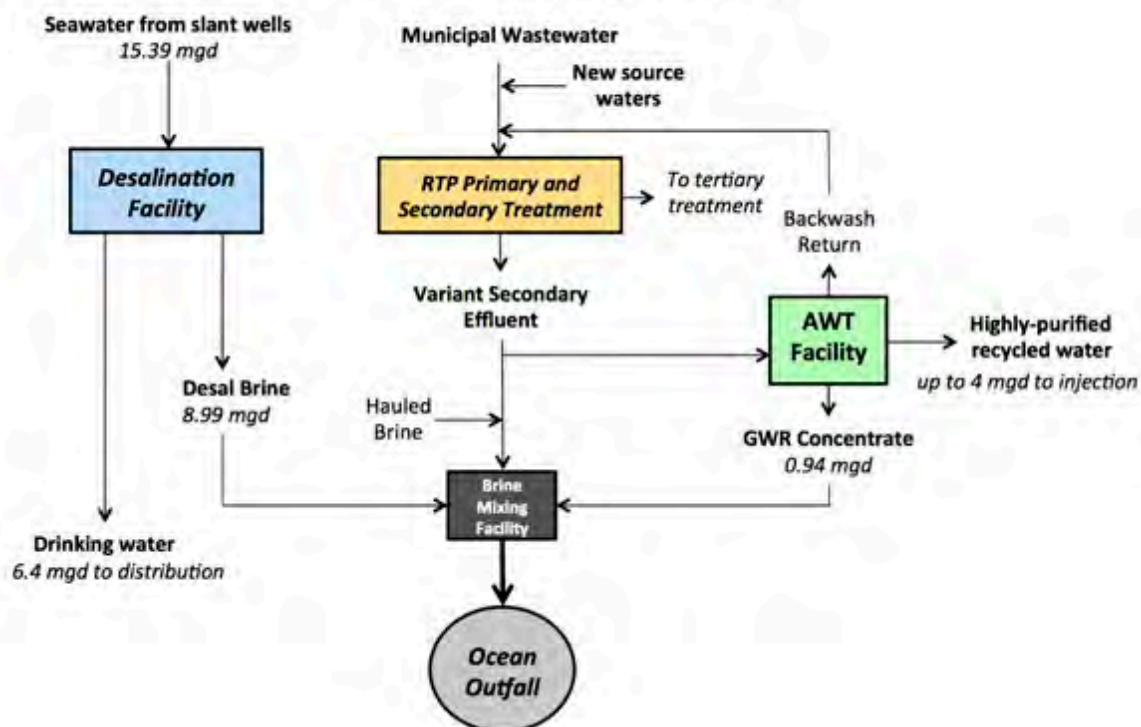 Seawater from slant wells
15.39 mgd
Municipal Wastewater
New source
waters
Desalination
Facility
RTP Primary and
Secondary Treatment
To tertiary
treatment
Backwash
Return
Variant Secondary
Effluent
AWT
Facility
Highly-purified
recycled water
up to 4 mgd to injection
Desal Brine
8.99 mgd
Hauled
Brine
GWR Concentrate
0.94 mgd
Brine
Mixing
Facility
Drinking water
6.4 mgd to distribution
Ocean
Outfall